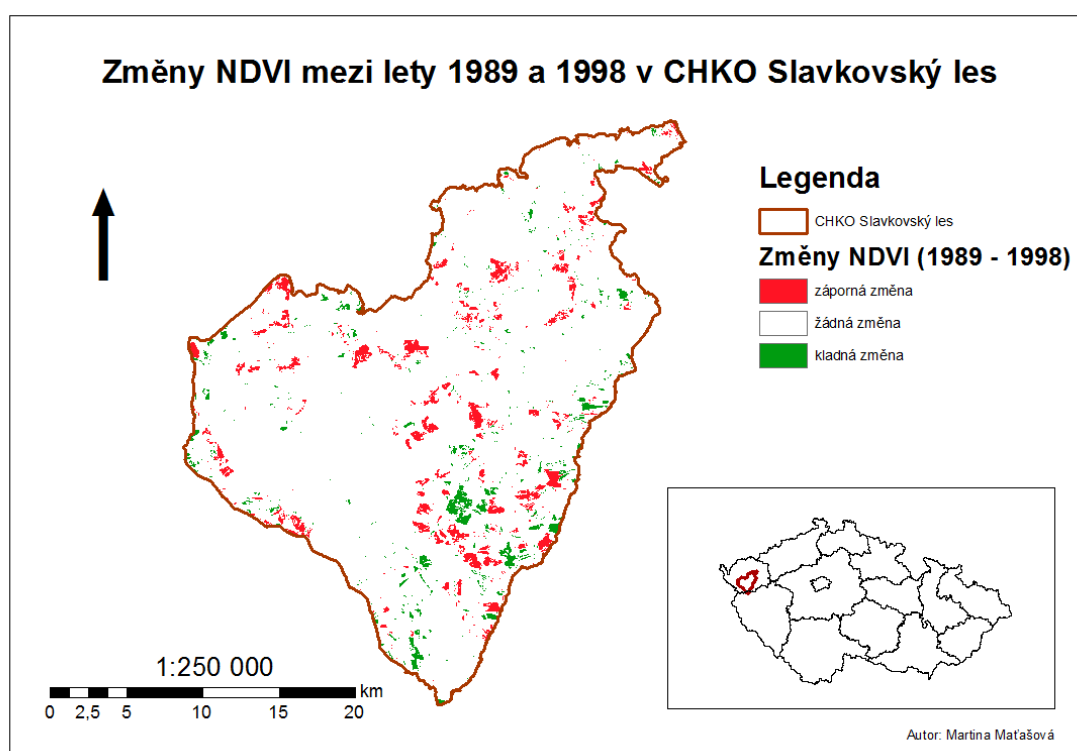 Změny NDVI mezi lety 1989 a 1998 v CHKO Slavkovský les
Legenda
CHKO Slavkovský les
Změny NDVI (1989 - 1998)
záporná změna
žádná změna
kladná změna
1:250 000
km
0 2,5 5 10 15 20
Autor: Martina Maťašová